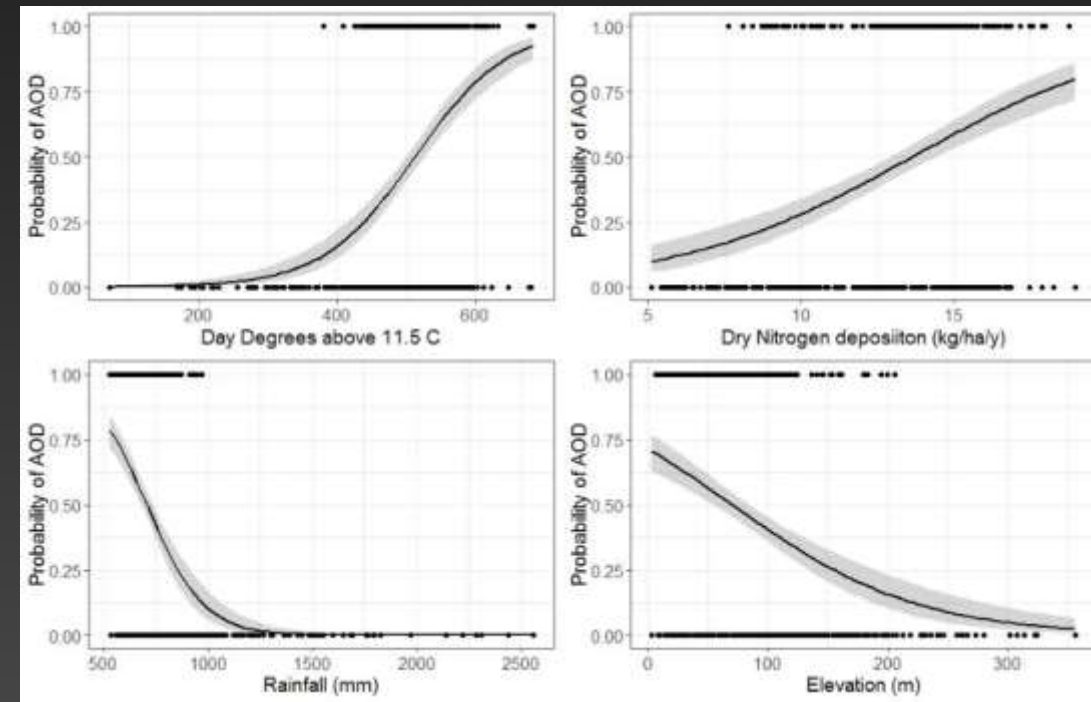 1.00
0.75
0.50
0.25
0.00
Probability of AOD
200 400 600
Day Degrees above 11.5 C
1.00
0.75
0.50
0.25
0.00
Probability of AOD
5 10 15
Dry Nitrogen deposiiton (kg/ha/y)
1.00
0.75
0.50
0.25
0.00
Probability of AOD
500 1000 1500 2000 2500
Rainfall (mm)
1.00
0.75
0.50
0.25
0.00
Probability of AOD
0 100 200 300
Elevation (m)